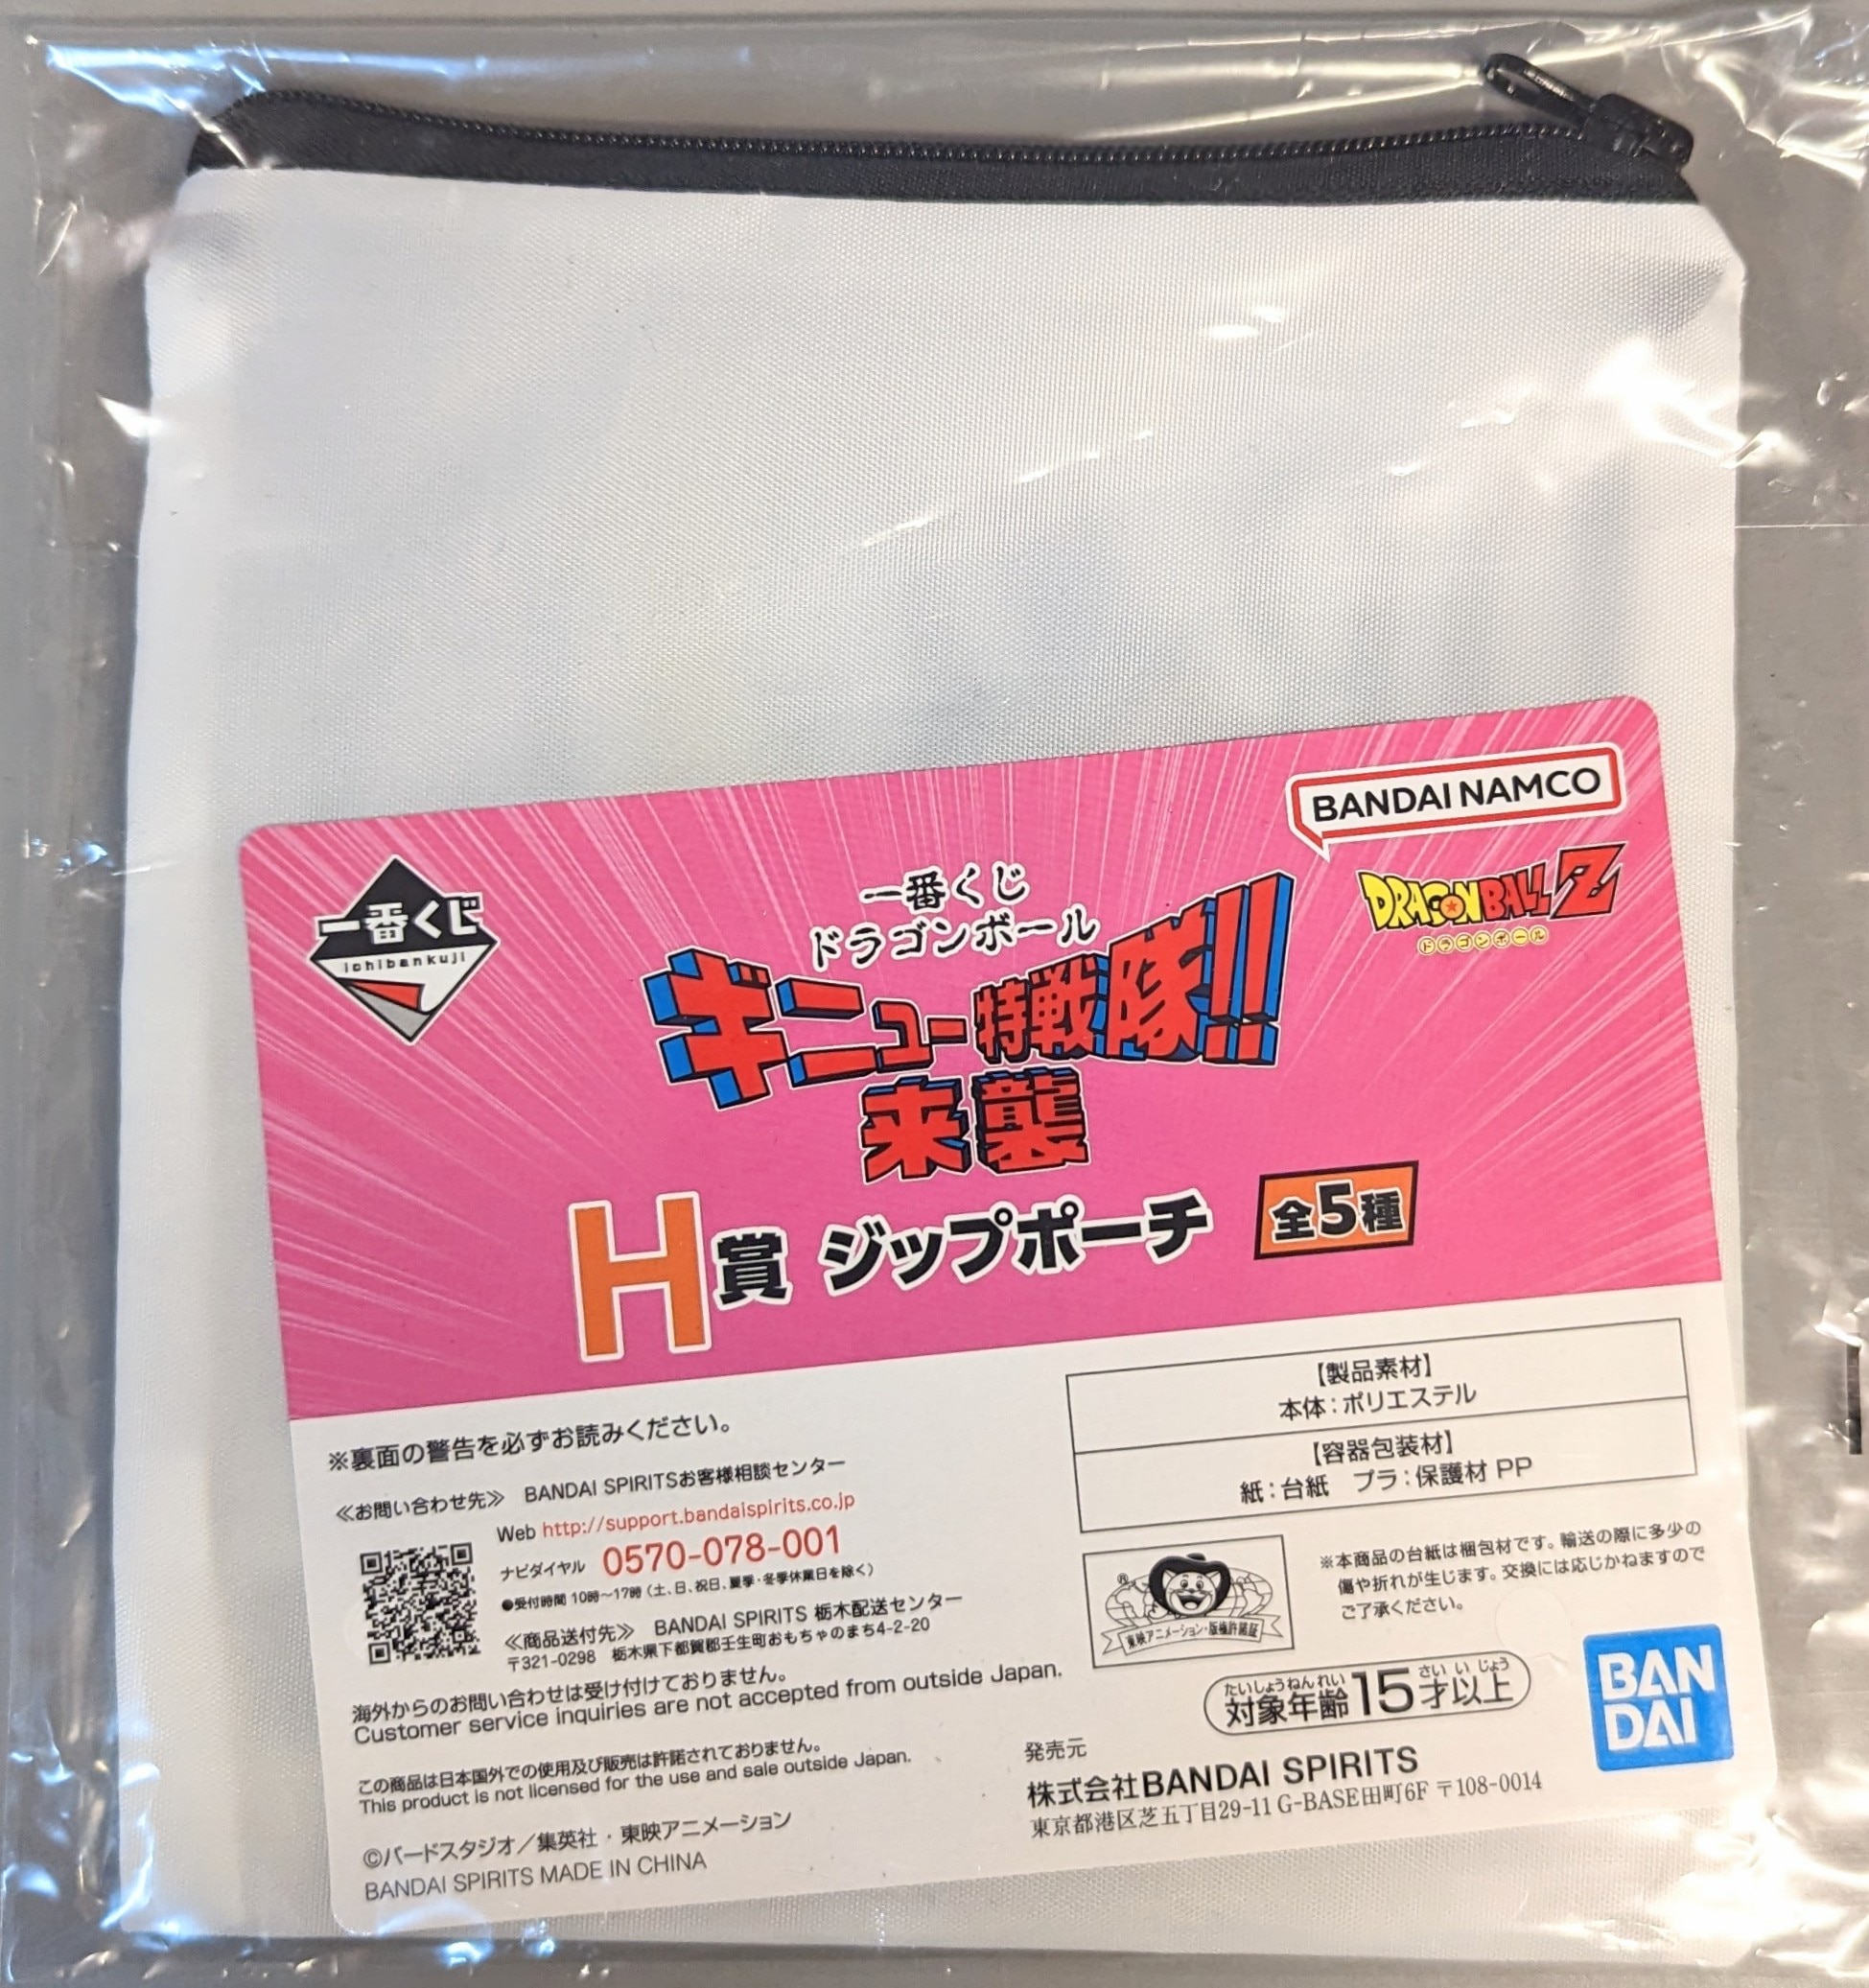 BANDAI NAMCO
一番くじ
ichibankuji
一番くじ
ドラゴンボール
ギニュー特戦隊!!
来襲
DRAGON BALL Z
ドラゴンボール
H賞 ジップポーチ 全5種
※裏面の警告を必ずお読みください。
≪お問い合わせ先≫ BANDAI SPIRITSお客様相談センター
Web http://support.bandaispirits.co.jp
ナビダイヤル 0570-078-001
●受付時間 10時〜17時(土、日、祝日、夏季・冬季休業日を除く)
≪商品送付先≫ BANDAI SPIRITS 栃木配送センター
〒321-0298 栃木県下都賀郡壬生町おもちゃのまち4-2-20
海外からのお問い合わせは受け付けておりません。
Customer service inquiries are not accepted from outside Japan.
この商品は日本国外での使用及び販売は許諾されておりません。
This product is not licensed for the use and sale outside Japan.
©バードスタジオ/集英社・東映アニメーション
BANDAI SPIRITS MADE IN CHINA
【製品素材】
本体:ポリエステル
【容器包装材】
紙:台紙 プラ:保護材 PP
®
東映アニメーション・版権許諾証
※本商品の台紙は梱包材です。輸送の際に多少の
傷や折れが生じます。交換には応じかねますので
ご了承ください。
たいしょうねんれい さい い じょう
対象年齢15才以上
発売元
株式会社BANDAI SPIRITS
東京都港区芝五丁目29-11 G-BASE田町6F 〒108-0014
BAN
DAI